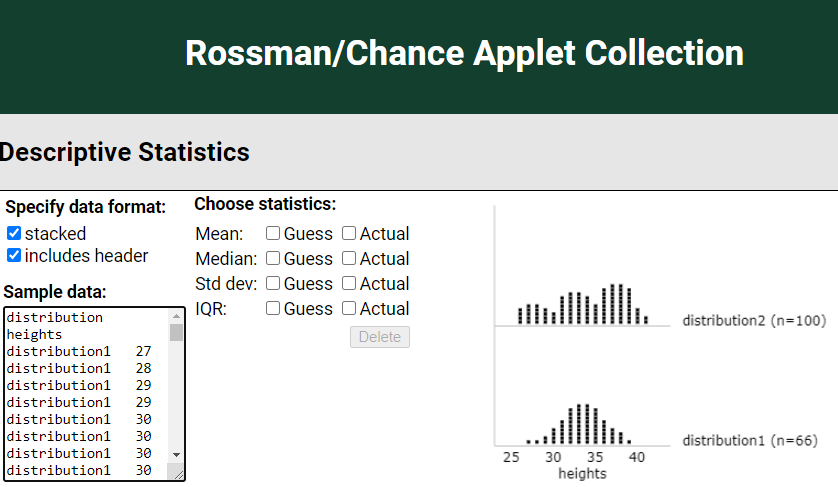 Rossman/Chance Applet Collection
Descriptive Statistics
Specify data format:
stacked
includes header
Sample data:
distribution
heights
distribution1 27
distribution1 28
distribution1 29
distribution1 29
distribution1 30
distribution1 30
distribution1 30
distribution1 30
Choose statistics:
Mean: Guess Actual
Median: Guess Actual
Std dev: Guess Actual
IQR: Guess Actual
Delete
distribution2 (n=100)
distribution1 (n=66)
25 30 35 40
heights